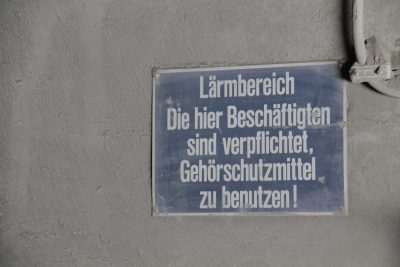 Lärmbereich
Die hier Beschäftigten
sind verpflichtet,
Gehörschutzmittel
zu benutzen!